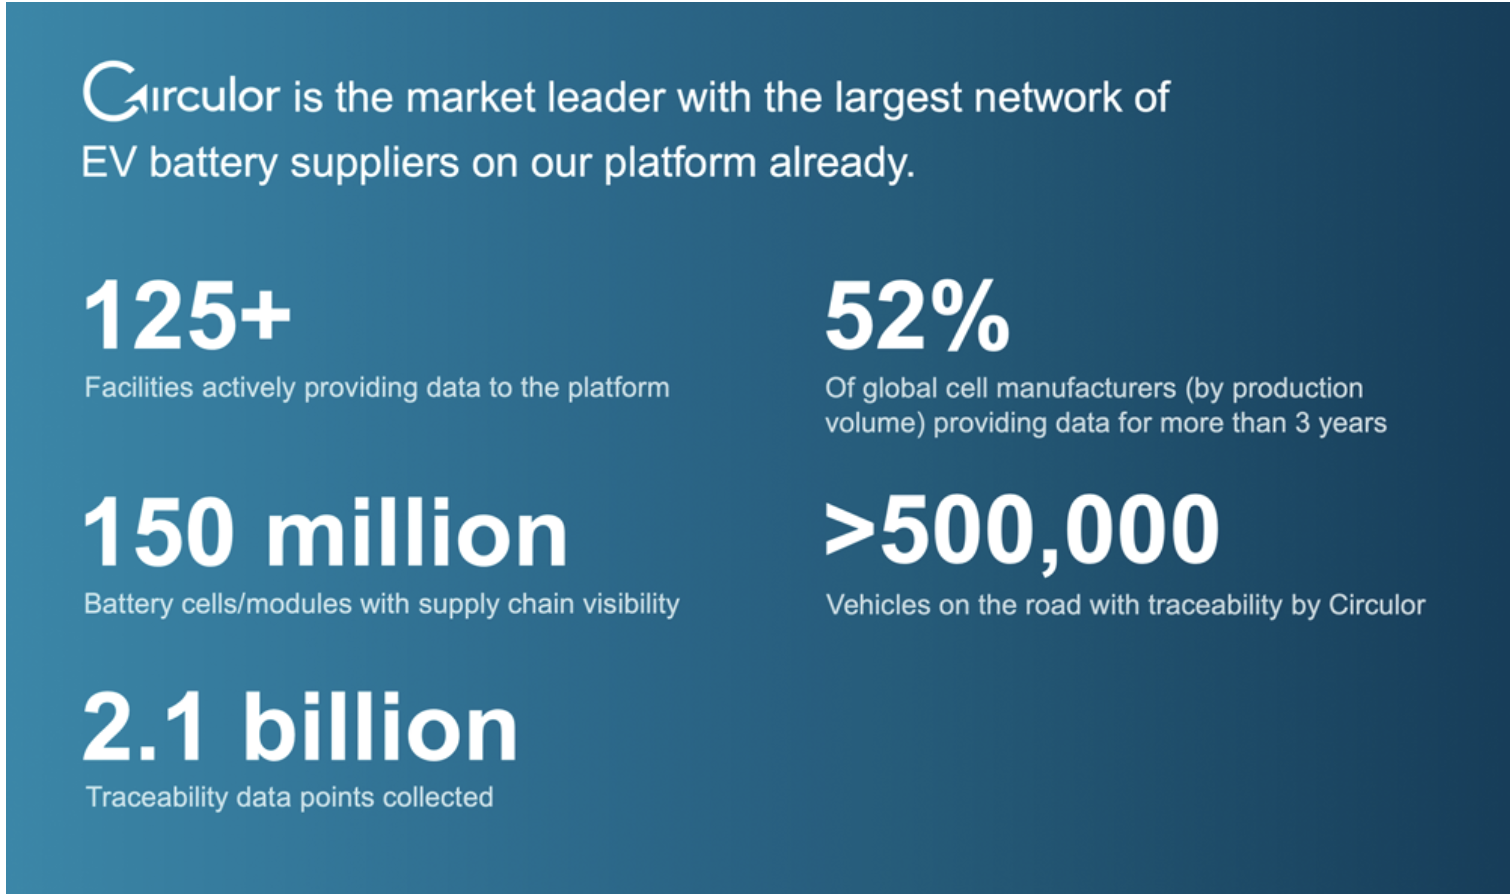 Circulor is the market leader with the largest network of
EV battery suppliers on our platform already.
125+
Facilities actively providing data to the platform
52%
Of global cell manufacturers (by production
volume) providing data for more than 3 years
150 million
Battery cells/modules with supply chain visibility
>500,000
Vehicles on the road with traceability by Circulor
2.1 billion
Traceability data points collected